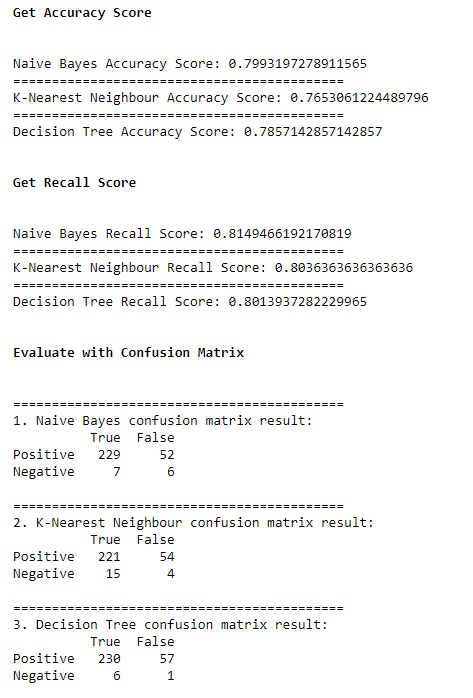 Get Accuracy Score
Naive Bayes Accuracy Score: 0.7993197278911565
===========================================
K-Nearest Neighbour Accuracy Score: 0.7653061224489796
===========================================
Decision Tree Accuracy Score: 0.7857142857142857
Get Recall Score
Naive Bayes Recall Score: 0.8149466192170819
===========================================
K-Nearest Neighbour Recall Score: 0.8036363636363636
===========================================
Decision Tree Recall Score: 0.8013937282229965
Evaluate with Confusion Matrix
===========================================
1. Naive Bayes confusion matrix result:
True False
Positive 229 52
Negative 7 6
===========================================
2. K-Nearest Neighbour confusion matrix result:
True False
Positive 221 54
Negative 15 4
===========================================
3. Decision Tree confusion matrix result:
True False
Positive 230 57
Negative 6 1